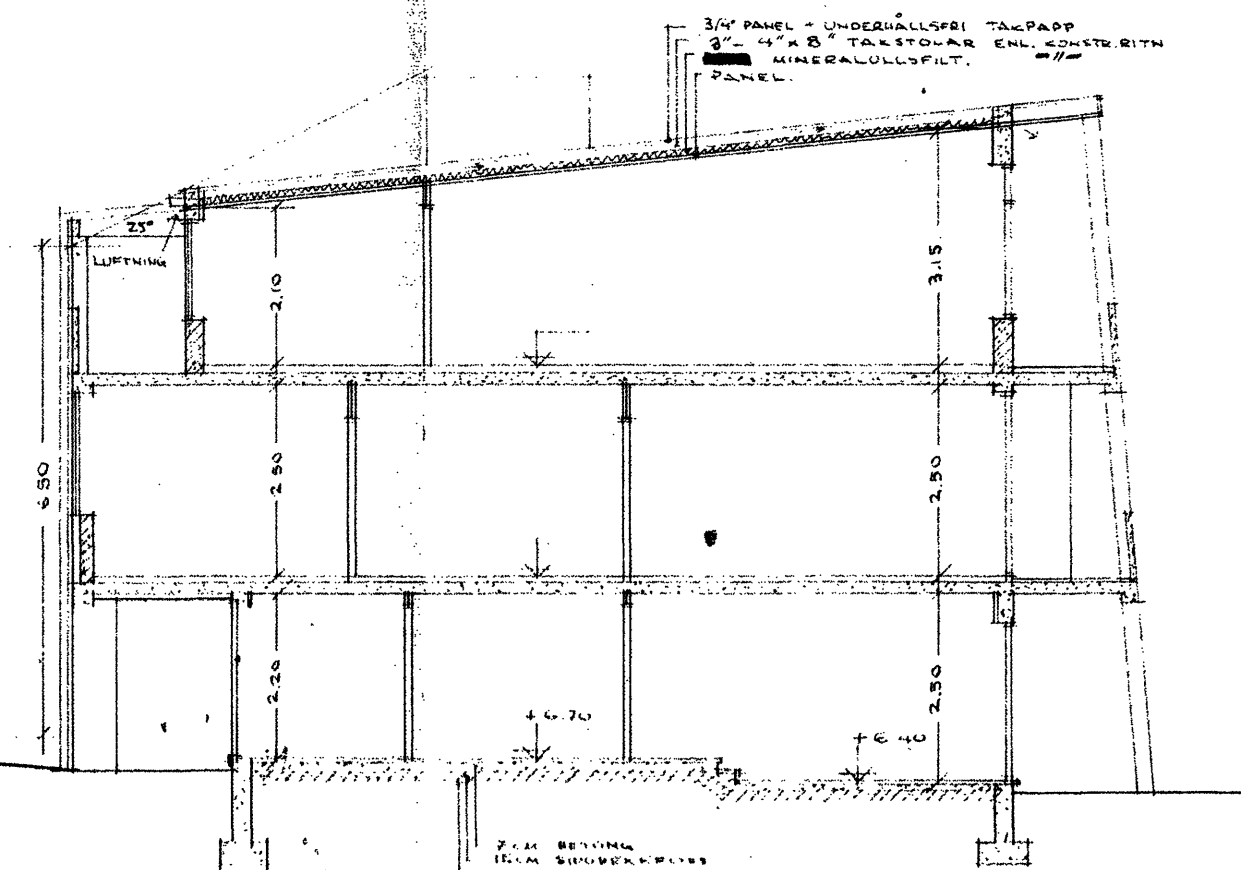 3/4" PANEL + UNDERHÅLLSFRI TAKPAPP
3"- 4" x 8" TAKSTOLAR ENL. KONSTR. RITN
MINERALULLSFILT. -"-
PANEL.
25°
LUFTNING
2.10
3.15
6.50
2.50
2.50
2.20
2.50
+ 6.70
+ 6.40
7 CM BETONG
15 CM